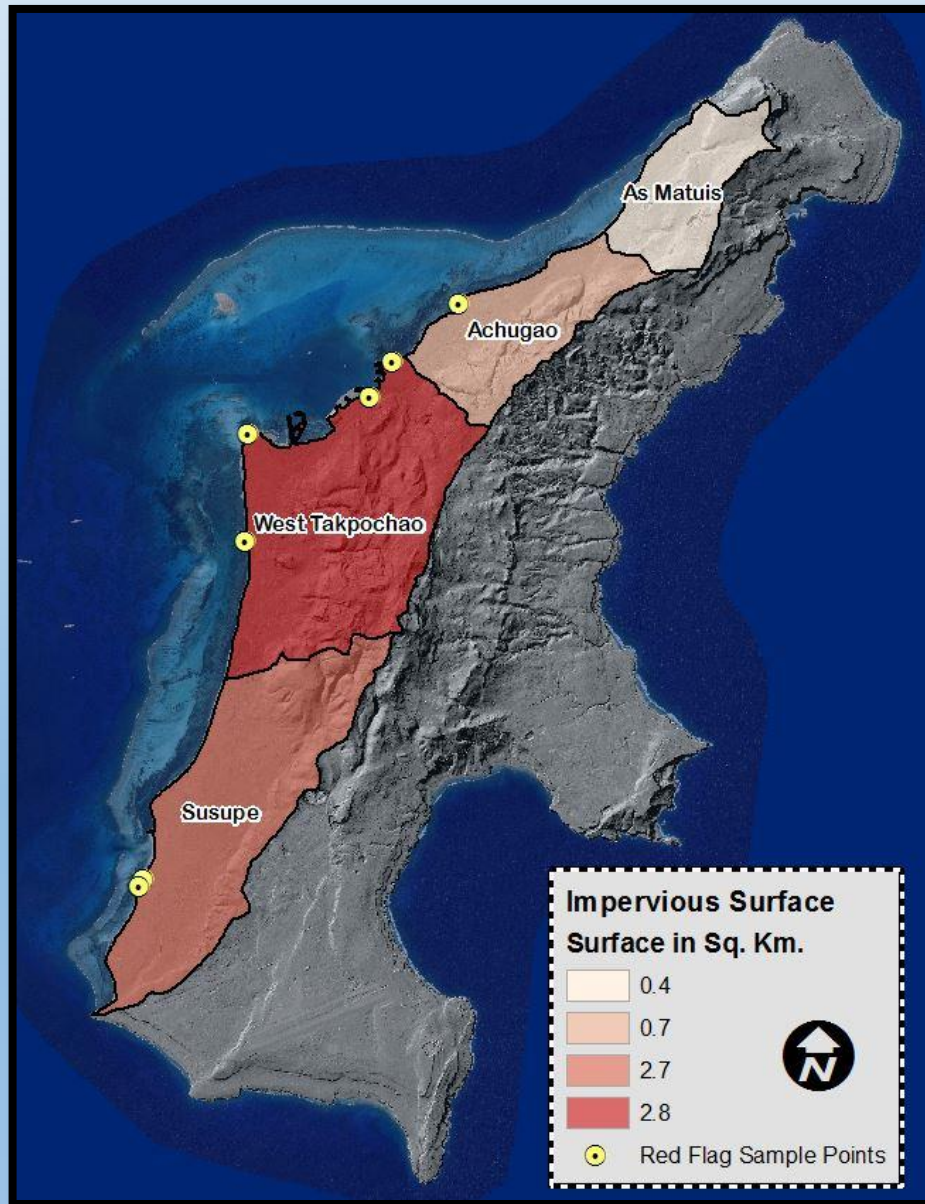 As Matuis
Achugao
West Takpochao
Susupe
Impervious Surface
Surface in Sq. Km.
0.4
0.7
2.7
2.8
N
Red Flag Sample Points